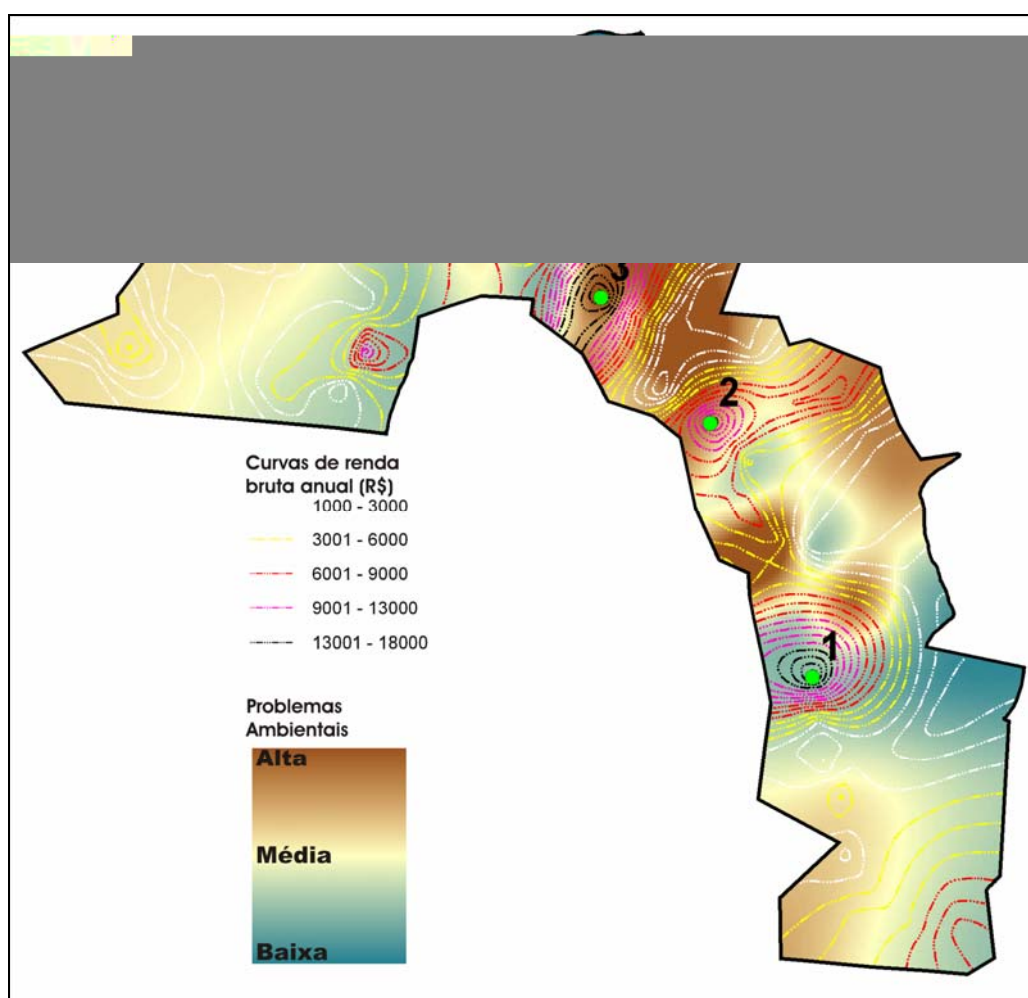 2
1
Curvas de renda
bruta anual (R$)
1000 - 3000
3001 - 6000
6001 - 9000
9001 - 13000
13001 - 18000
Problemas
Ambientais
Alta
Média
Baixa